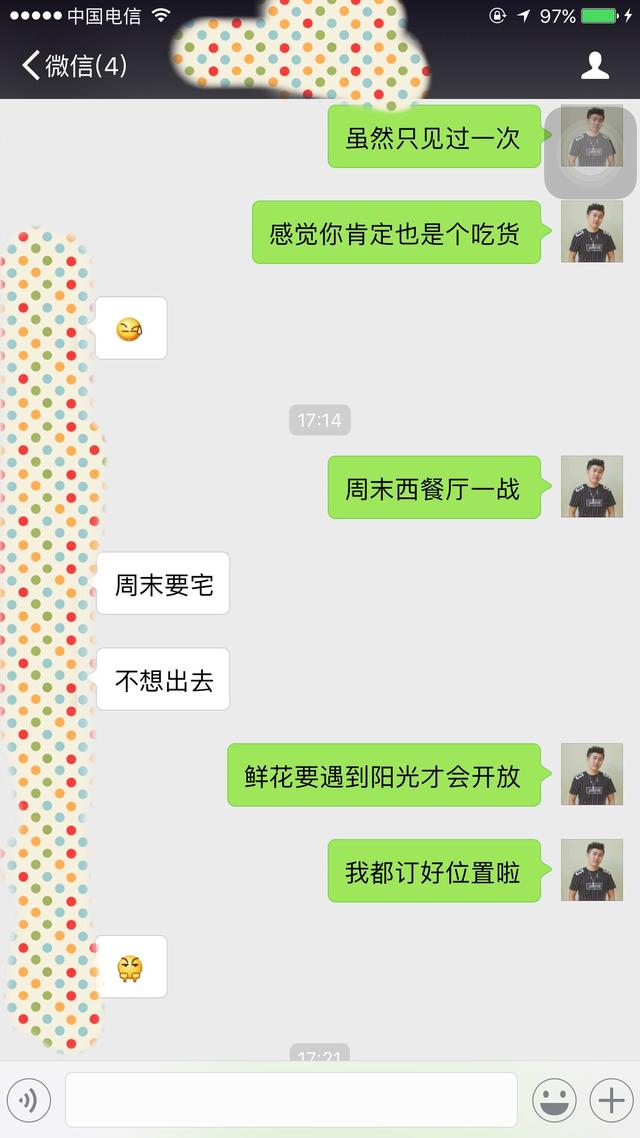 中国电信
97%
微信(4)
虽然只见过一次
感觉你肯定也是个吃货
17:14
周末西餐厅一战
周末要宅
不想出去
鲜花要遇到阳光才会开放
我都订好位置啦
17:21